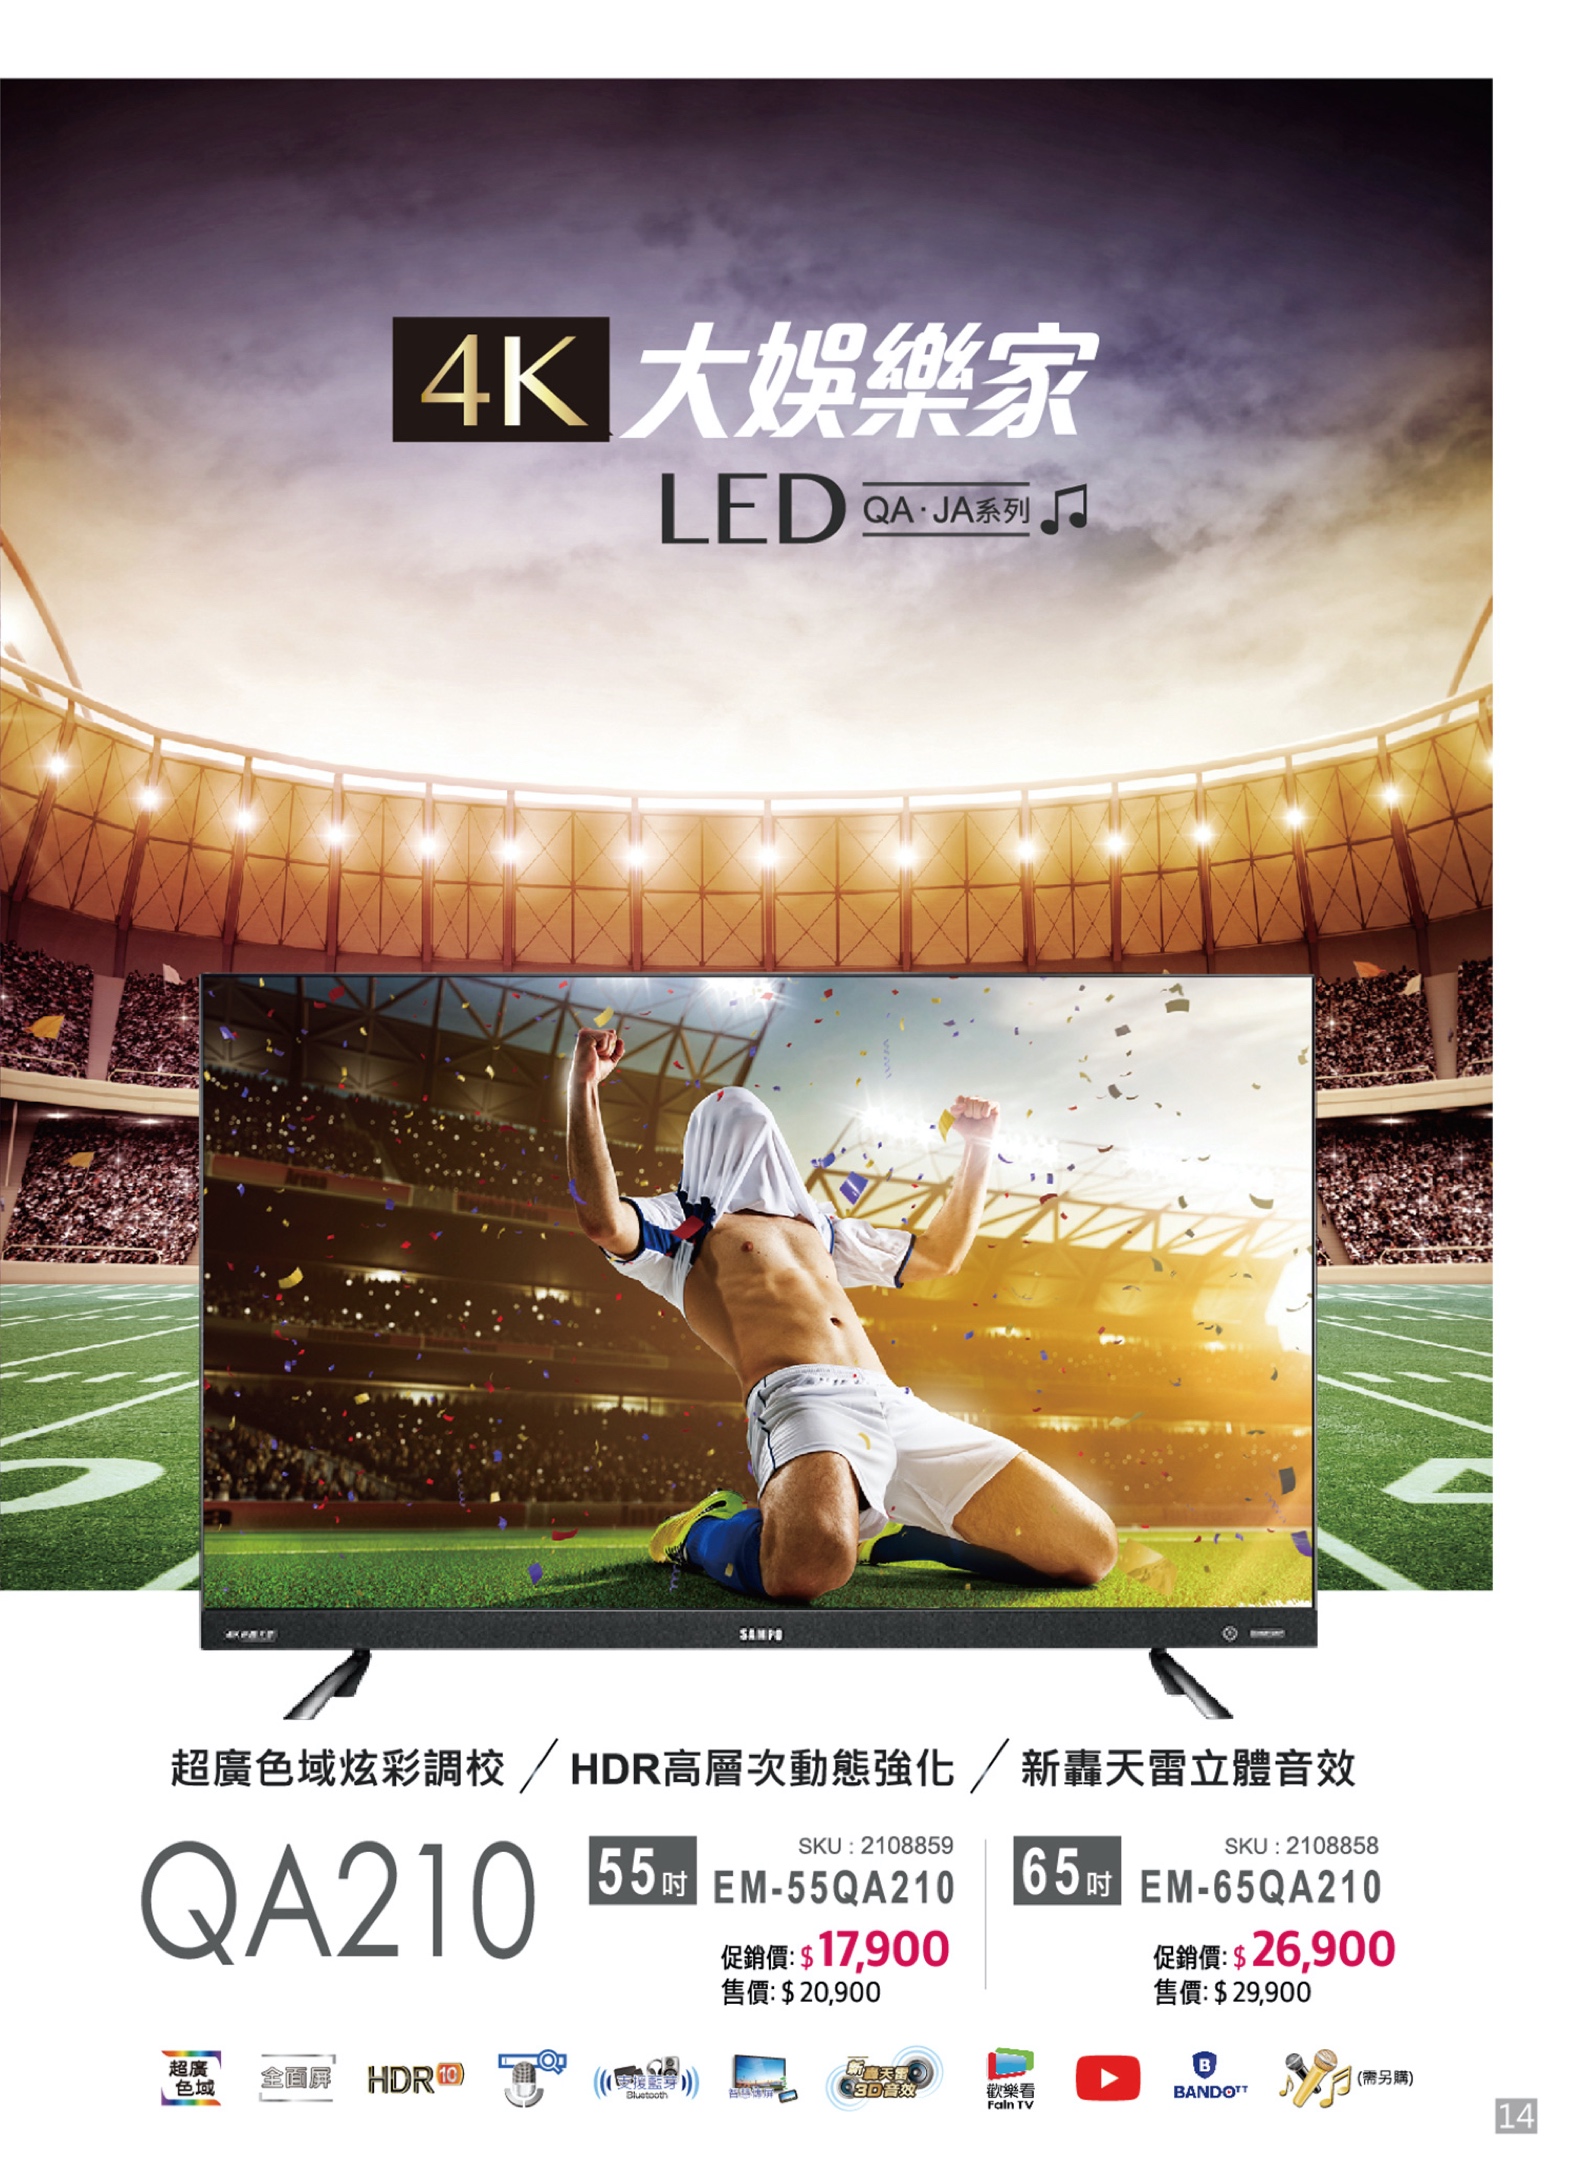 4K 大娛樂家
LED QA·JA系列
SAMPO
超廣色域炫彩調校／HDR高層次動態強化／新轟天雷立體音效
QA210
55吋
SKU : 2108859
EM-55QA210
促銷價: $17,900
售價: $20,900
65吋
SKU : 2108858
EM-65QA210
促銷價: $26,900
售價: $29,900
超廣色域
全面屏
HDR10
支援藍芽
Bluetooth
新轟天雷
3D音效
歡樂看
Fain TV
B
BANDOTT
(需另購)
14